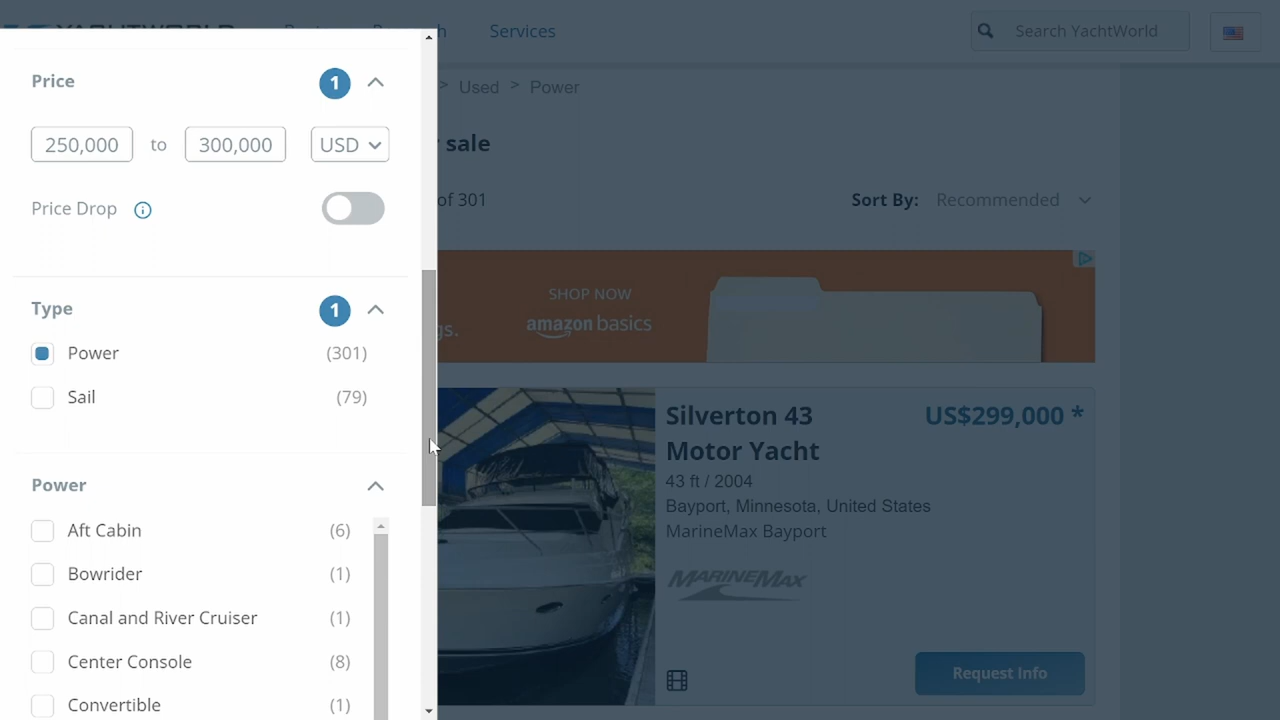 Services
Search YachtWorld
Price
1
> Used > Power
250,000 to 300,000 USD
sale
Price Drop
of 301
Sort By: Recommended
Type
1
SHOP NOW
amazon basics
gs.
Power (301)
Sail (79)
Silverton 43
Motor Yacht
US$299,000 *
43 ft / 2004
Bayport, Minnesota, United States
MarineMax Bayport
MARINEMAX
Power
Aft Cabin (6)
Bowrider (1)
Canal and River Cruiser (1)
Center Console (8)
Convertible (1)
Request Info